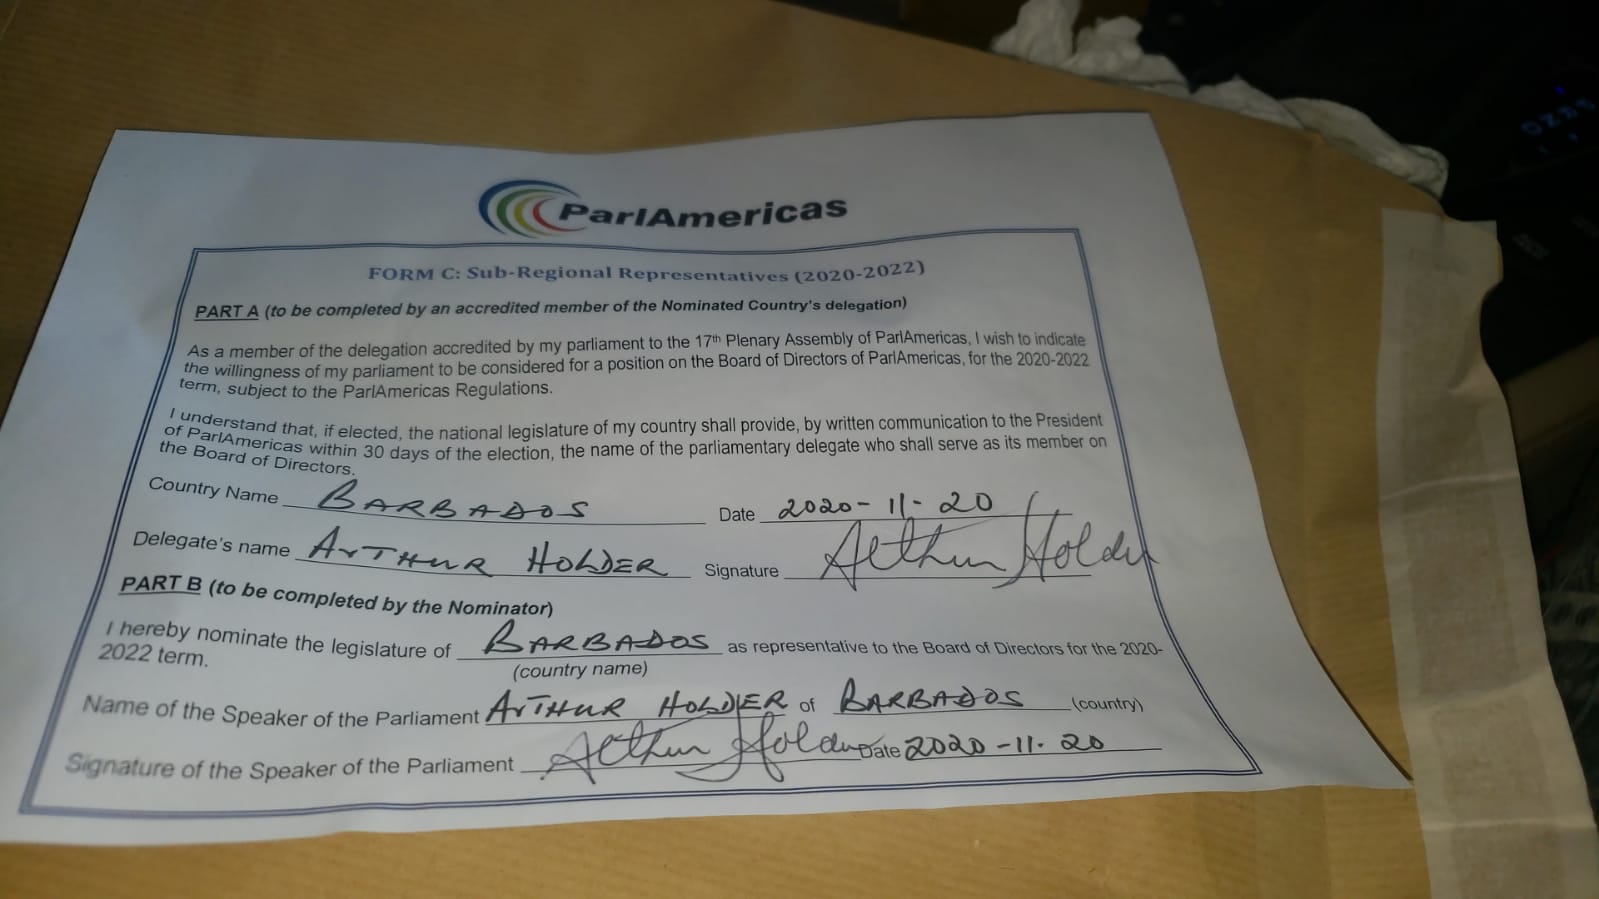 ParlAmericas
FORM C: Sub-Regional Representatives (2020-2022)
PART A (to be completed by an accredited member of the Nominated Country's delegation)
As a member of the delegation accredited by my parliament to the 17th Plenary Assembly of ParlAmericas, I wish to indicate
the willingness of my parliament to be considered for a position on the Board of Directors of ParlAmericas, for the 2020-2022
term, subject to the ParlAmericas Regulations.
I understand that, if elected, the national legislature of my country shall provide, by written communication to the President
of ParlAmericas within 30 days of the election, the name of the parliamentary delegate who shall serve as its member on
the Board of Directors.
Country Name BARBADOS Date 2020-11-20
Delegate's name ARTHUR HOLDER Signature Arthur Holder
PART B (to be completed by the Nominator)
I hereby nominate the legislature of BARBADOS as representative to the Board of Directors for the 2020-
2022 term.
(country name)
Name of the Speaker of the Parliament ARTHUR HOLDER of BARBADOS (country)
Signature of the Speaker of the Parliament Arthur Holder Date 2020-11-20